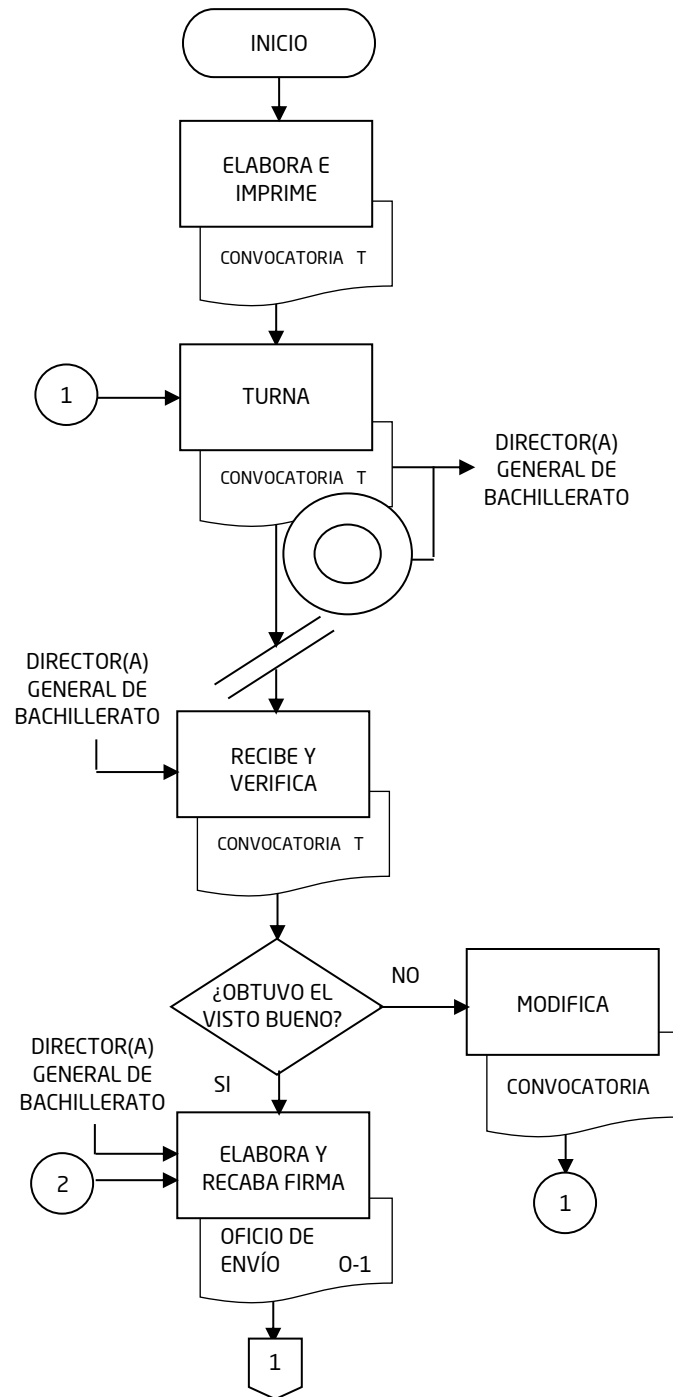 INICIO
ELABORA E
IMPRIME
CONVOCATORIA T
1
TURNA
CONVOCATORIA T
DIRECTOR(A)
GENERAL DE
BACHILLERATO
DIRECTOR(A)
GENERAL DE
BACHILLERATO
RECIBE Y
VERIFICA
CONVOCATORIA T
¿OBTUVO EL
VISTO BUENO?
NO
MODIFICA
CONVOCATORIA
1
SI
DIRECTOR(A)
GENERAL DE
BACHILLERATO
2
ELABORA Y
RECABA FIRMA
OFICIO DE
ENVÍO O-1
1